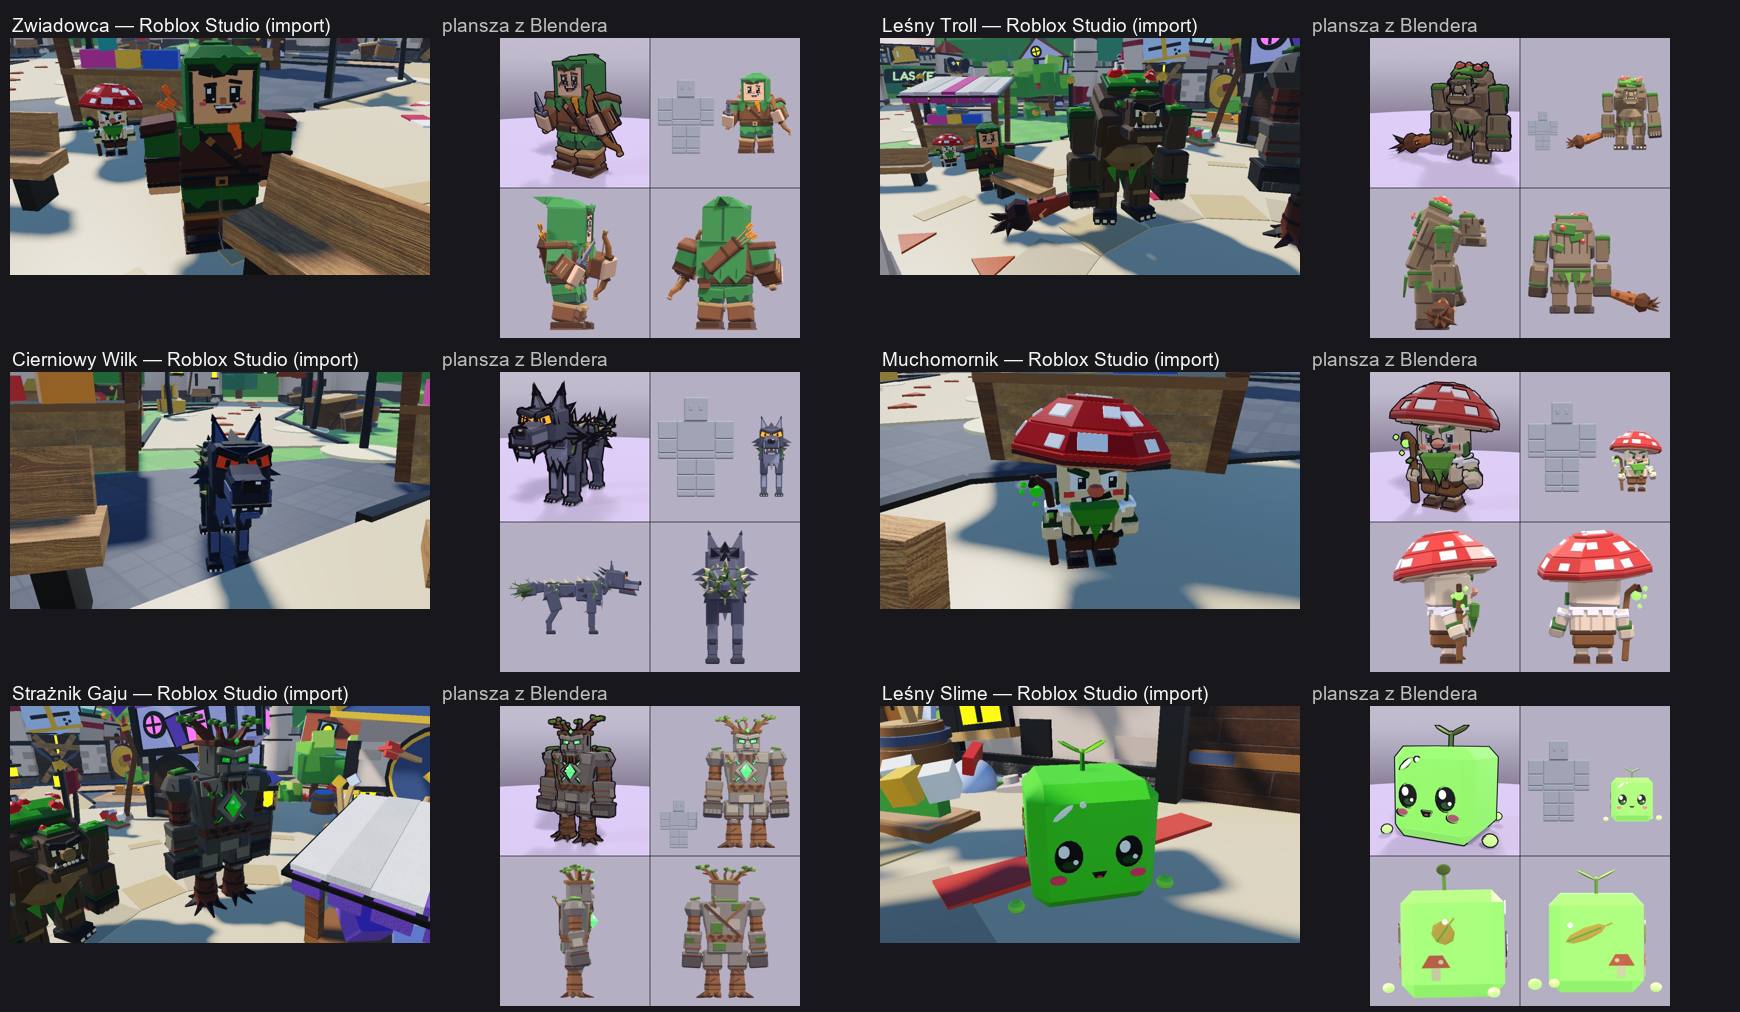 Zwiadowca — Roblox Studio (import)
plansza z Blendera
Leśny Troll — Roblox Studio (import)
plansza z Blendera
Cierniowy Wilk — Roblox Studio (import)
plansza z Blendera
Muchomornik — Roblox Studio (import)
plansza z Blendera
Strażnik Gaju — Roblox Studio (import)
plansza z Blendera
Leśny Slime — Roblox Studio (import)
plansza z Blendera